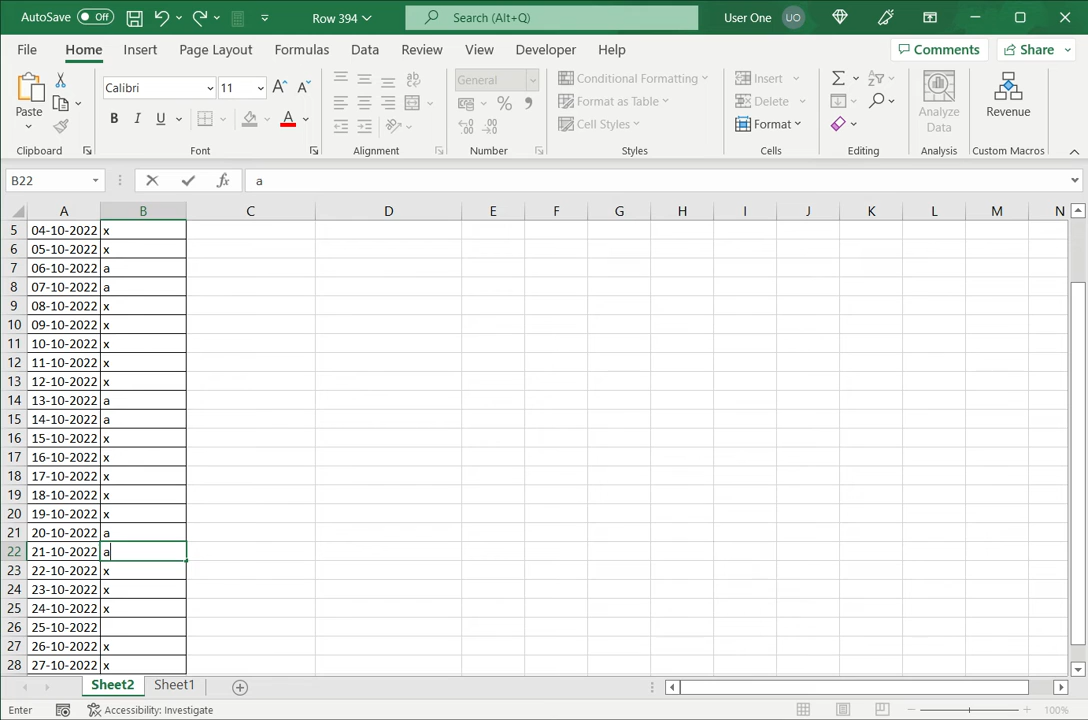 AutoSave Off Row 394 Search (Alt+Q) User One UO
File Home Insert Page Layout Formulas Data Review View Developer Help Comments Share
Paste Calibri 11 General Conditional Formatting Insert Analyze Data Revenue
B I U A % Format as Table Delete
Cell Styles Format
Clipboard Font Alignment Number Styles Cells Editing Analysis Custom Macros
B22 fx a
A B C D E F G H I J K L M N
5 04-10-2022 x
6 05-10-2022 x
7 06-10-2022 a
8 07-10-2022 a
9 08-10-2022 x
10 09-10-2022 x
11 10-10-2022 x
12 11-10-2022 x
13 12-10-2022 x
14 13-10-2022 a
15 14-10-2022 a
16 15-10-2022 x
17 16-10-2022 x
18 17-10-2022 x
19 18-10-2022 x
20 19-10-2022 x
21 20-10-2022 a
22 21-10-2022 a
23 22-10-2022 x
24 23-10-2022 x
25 24-10-2022 x
26 25-10-2022
27 26-10-2022 x
28 27-10-2022 x
Sheet2 Sheet1
Enter Accessibility: Investigate 100%